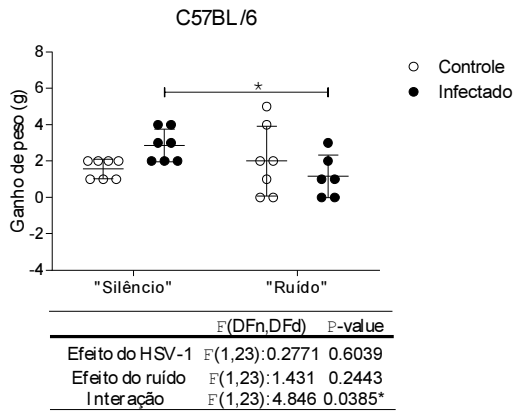 C57BL/6
8
6
4
2
0
-2
-4
Ganho de peso (g)
*
Controle
Infectado
"Silêncio" "Ruído"
F(DFn,DFd) P-value
Efeito do HSV-1 F(1,23):0.2771 0.6039
Efeito do ruído F(1,23):1.431 0.2443
Interação F(1,23):4.846 0.0385*